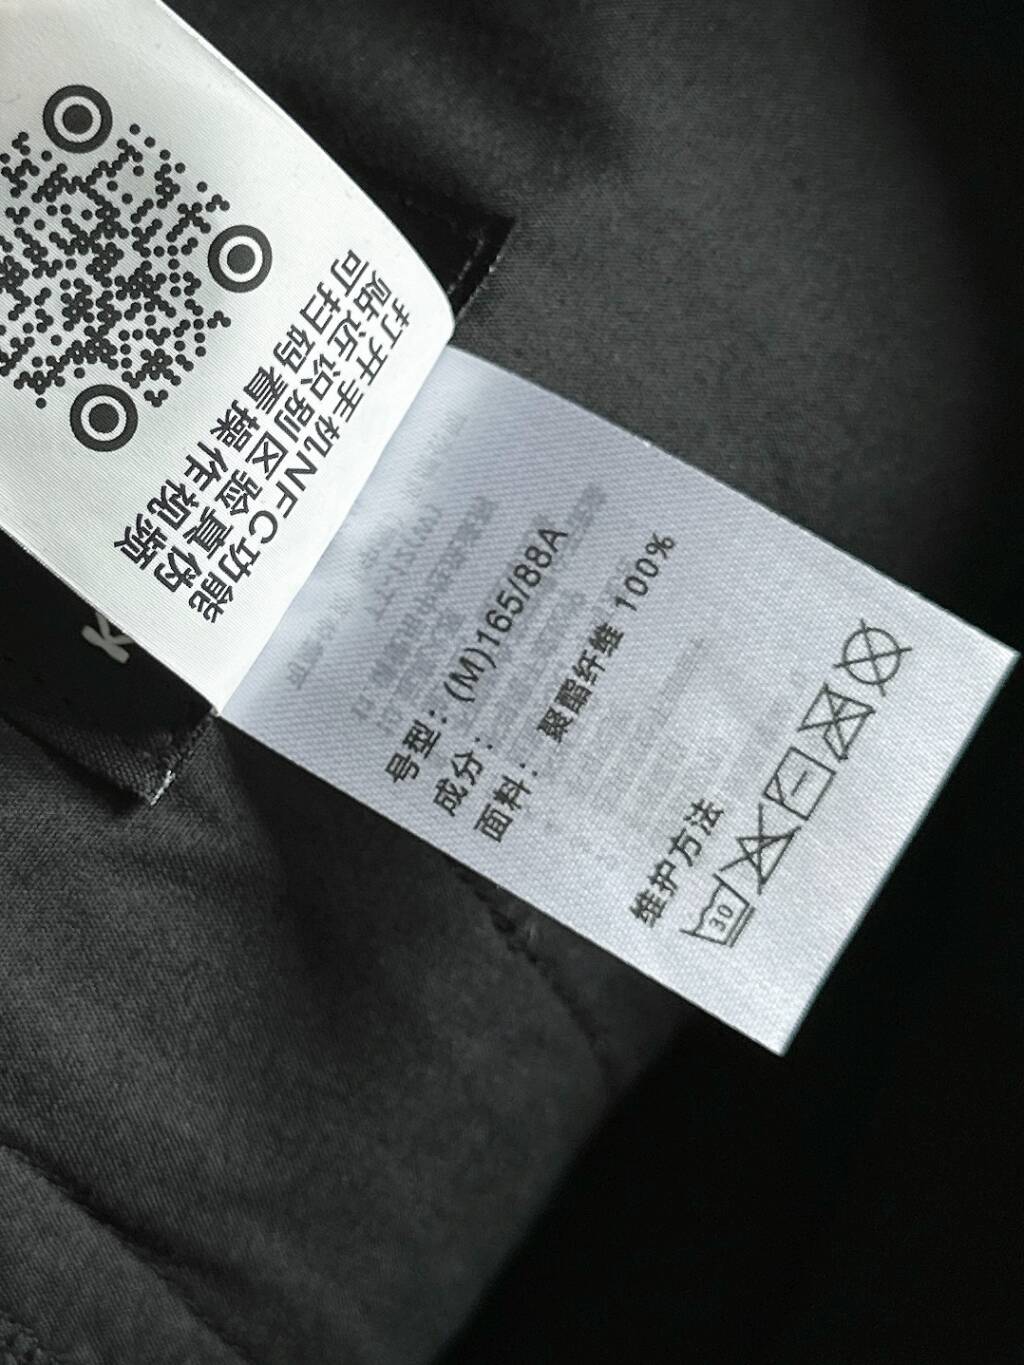 打开手机NFC功能
贴近识别区验真伪
可扫码看操作视频
K
号型：(M)165/88A
成分：
面料：聚酯纤维 100%
维护方法
30